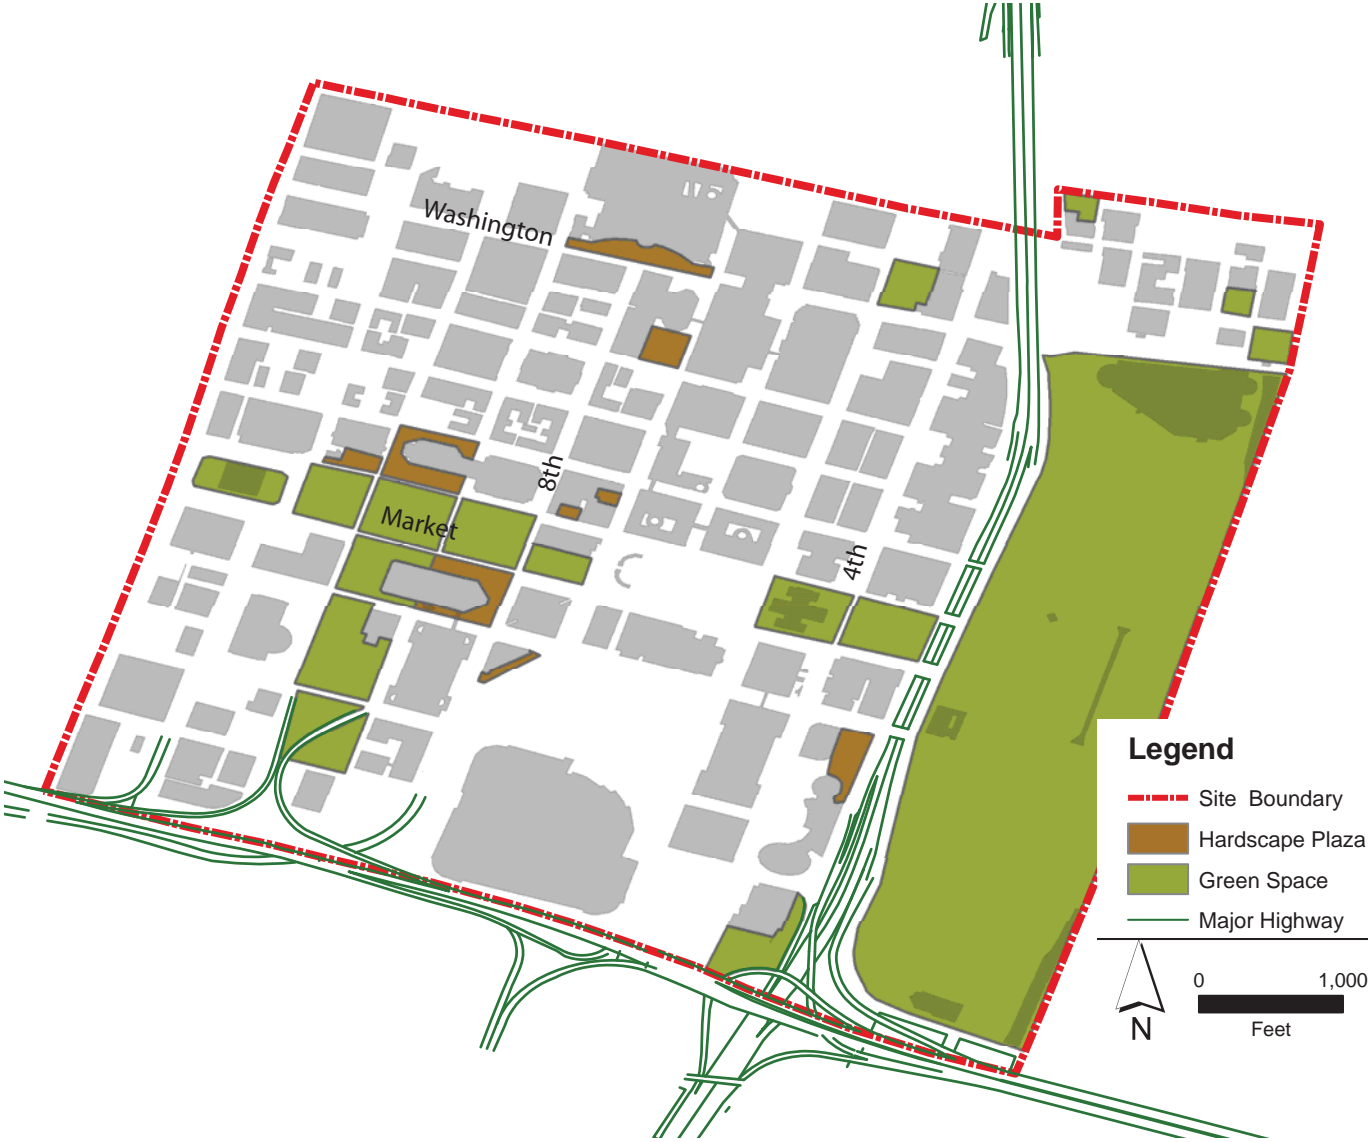 Washington
8th
Market
4th
Legend
Site Boundary
Hardscape Plaza
Green Space
Major Highway
0 1,000
Feet
N